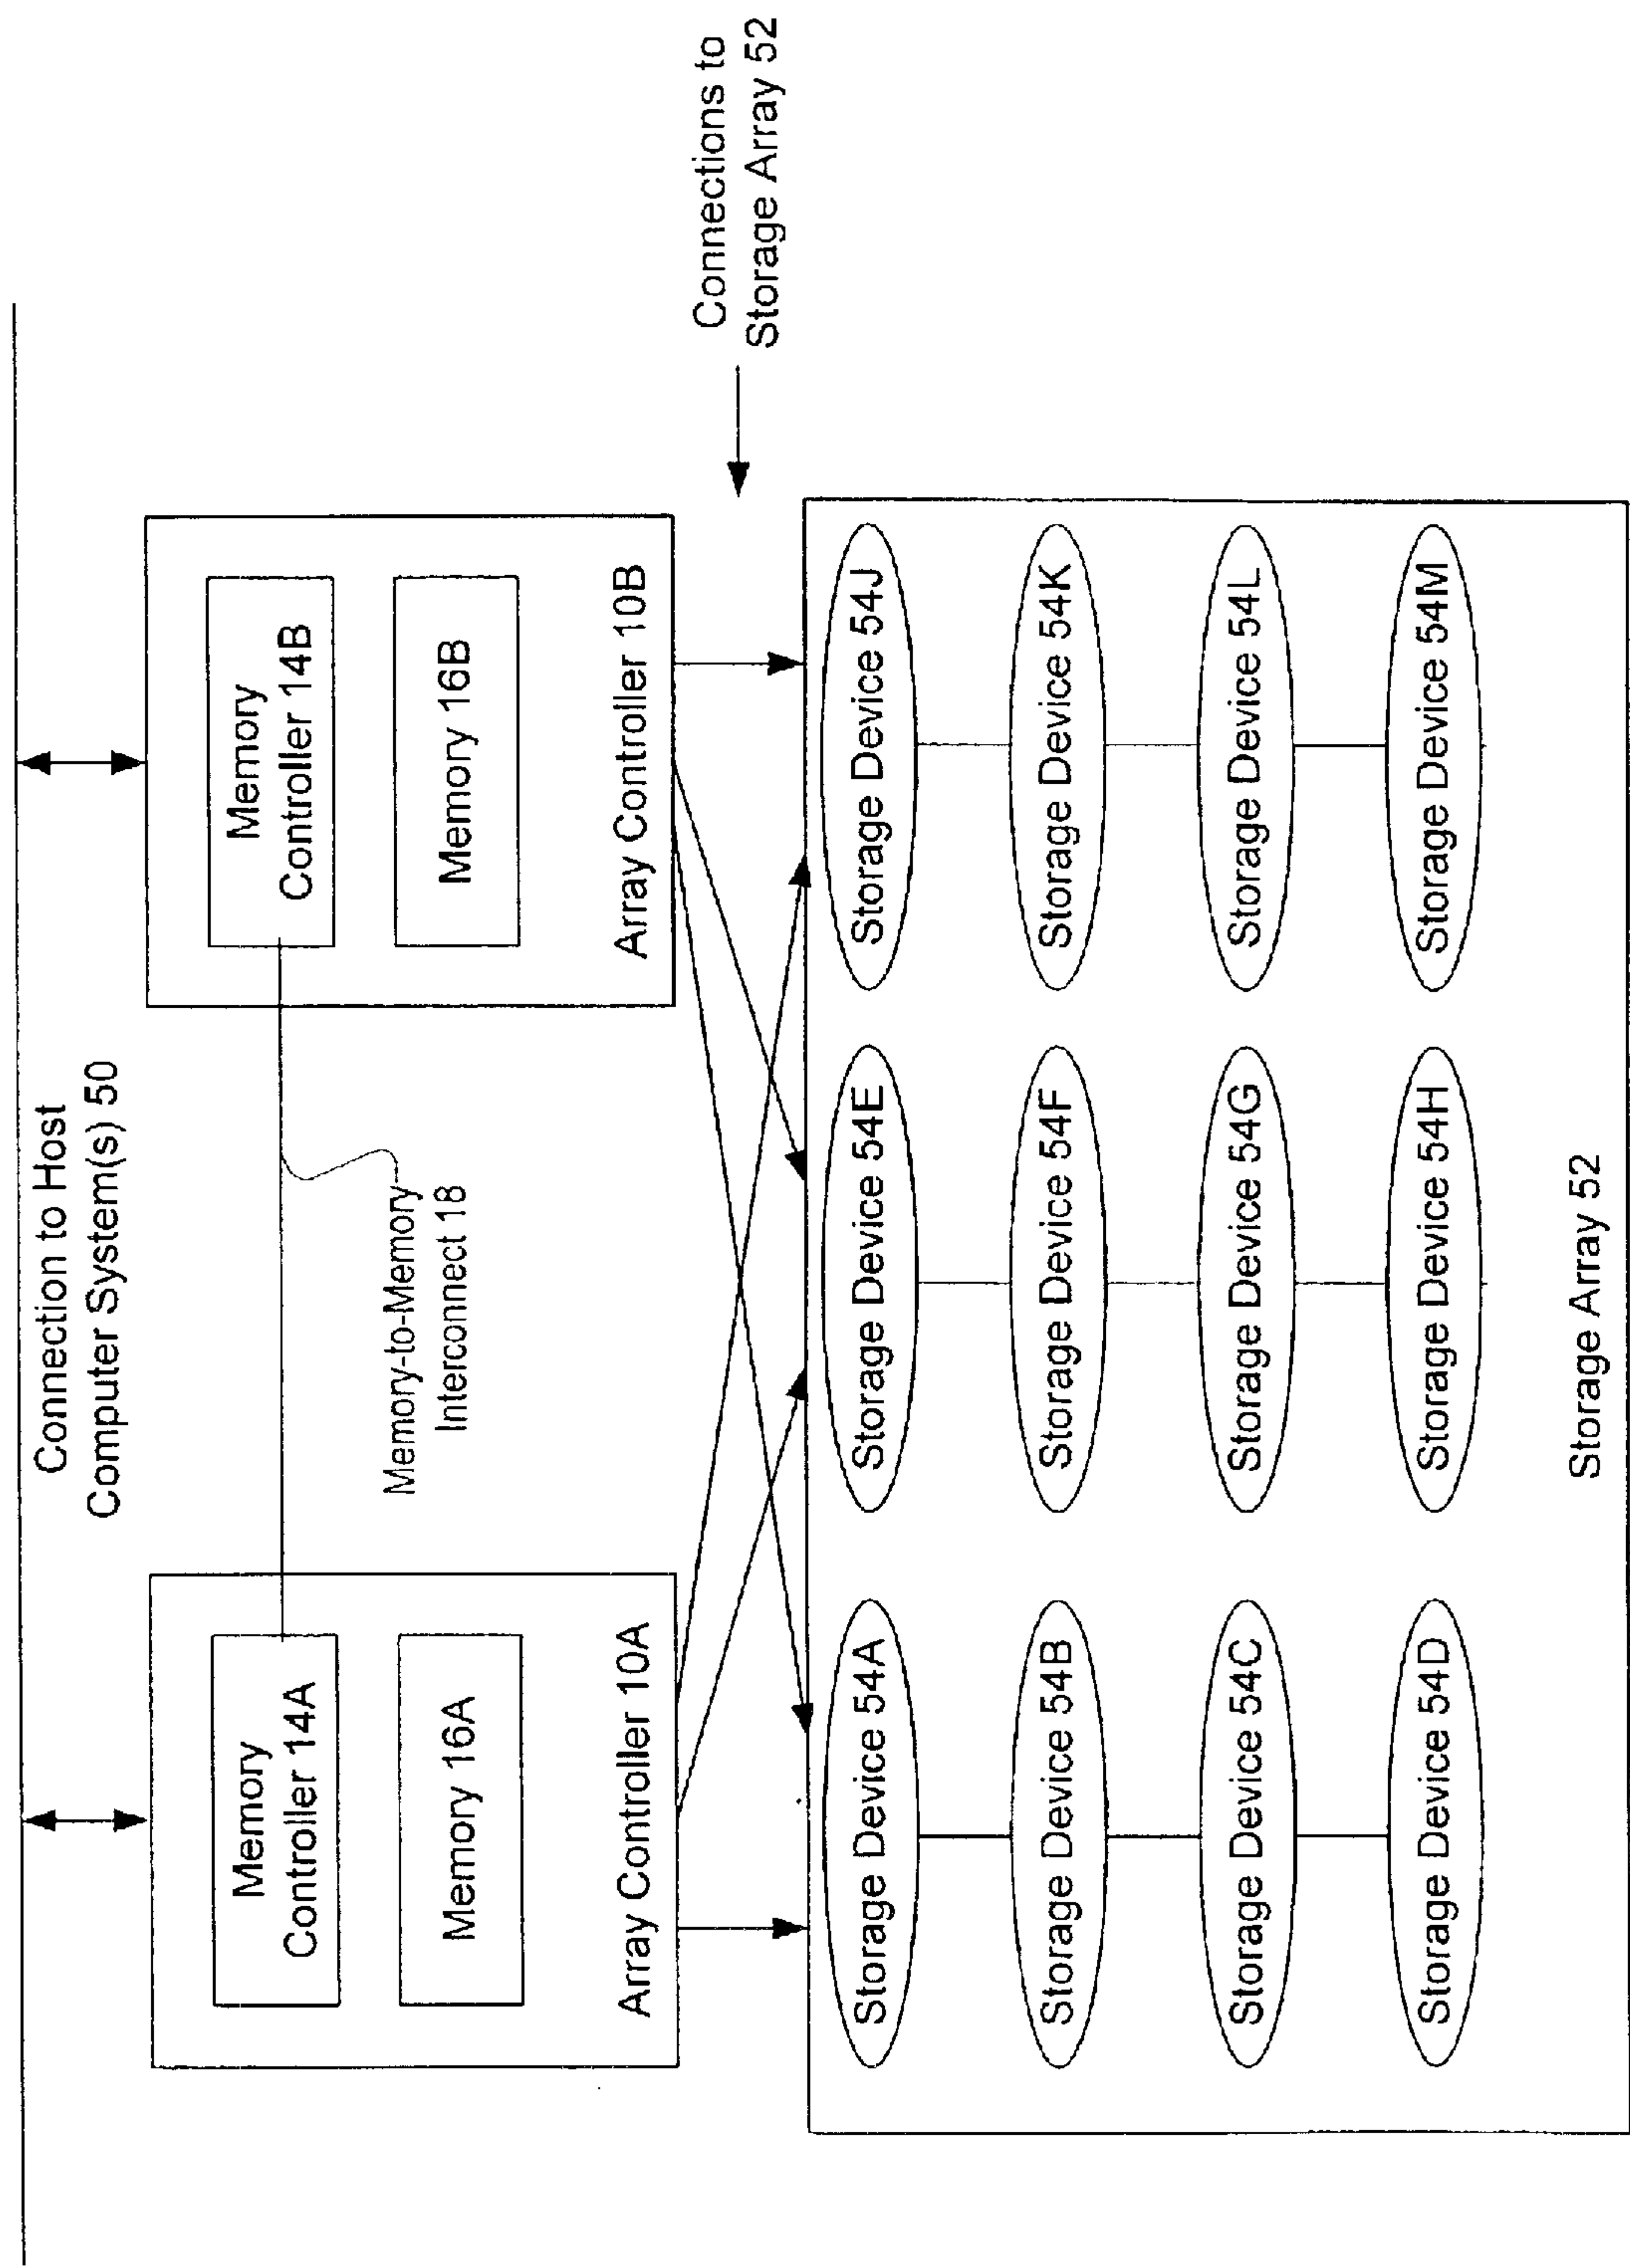 Connection to Host
Computer System(s) 50
Memory
Controller 14A
Memory 16A
Array Controller 10A
Memory-to-Memory
Interconnect 18
Memory
Controller 14B
Memory 16B
Array Controller 10B
Connections to
Storage Array 52
Storage Device 54A
Storage Device 54E
Storage Device 54J
Storage Device 54B
Storage Device 54F
Storage Device 54K
Storage Device 54C
Storage Device 54G
Storage Device 54L
Storage Device 54D
Storage Device 54H
Storage Device 54M
Storage Array 52